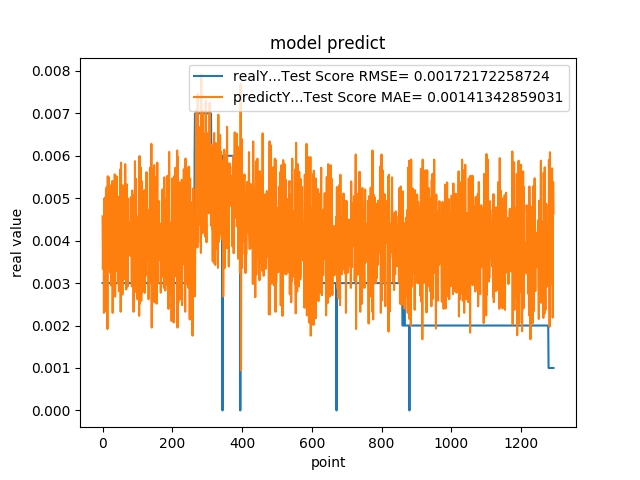 model predict
realY...Test Score RMSE= 0.00172172258724
predictY...Test Score MAE= 0.00141342859031
0.008
0.007
0.006
0.005
0.004
0.003
0.002
0.001
0.000
real value
0 200 400 600 800 1000 1200
point